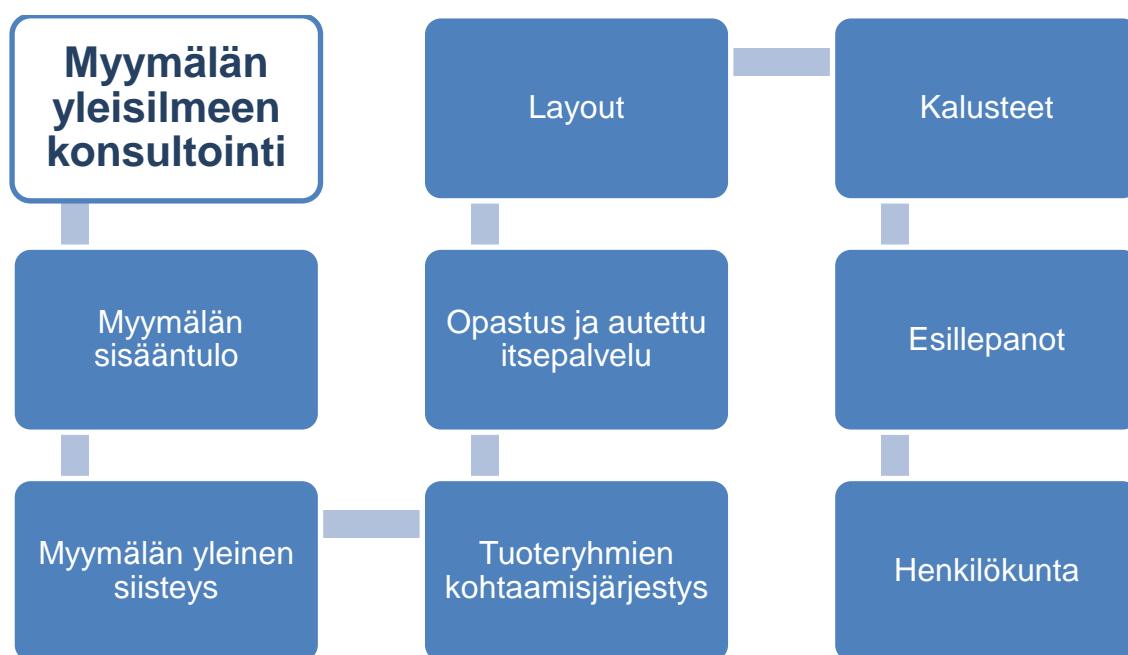 Myymälän
yleisilmeen
konsultointi
Myymälän
sisääntulo
Myymälän yleinen
siisteys
Tuoteryhmien
kohtaamisjärjestys
Opastus ja autettu
itsepalvelu
Layout
Kalusteet
Esillepanot
Henkilökunta